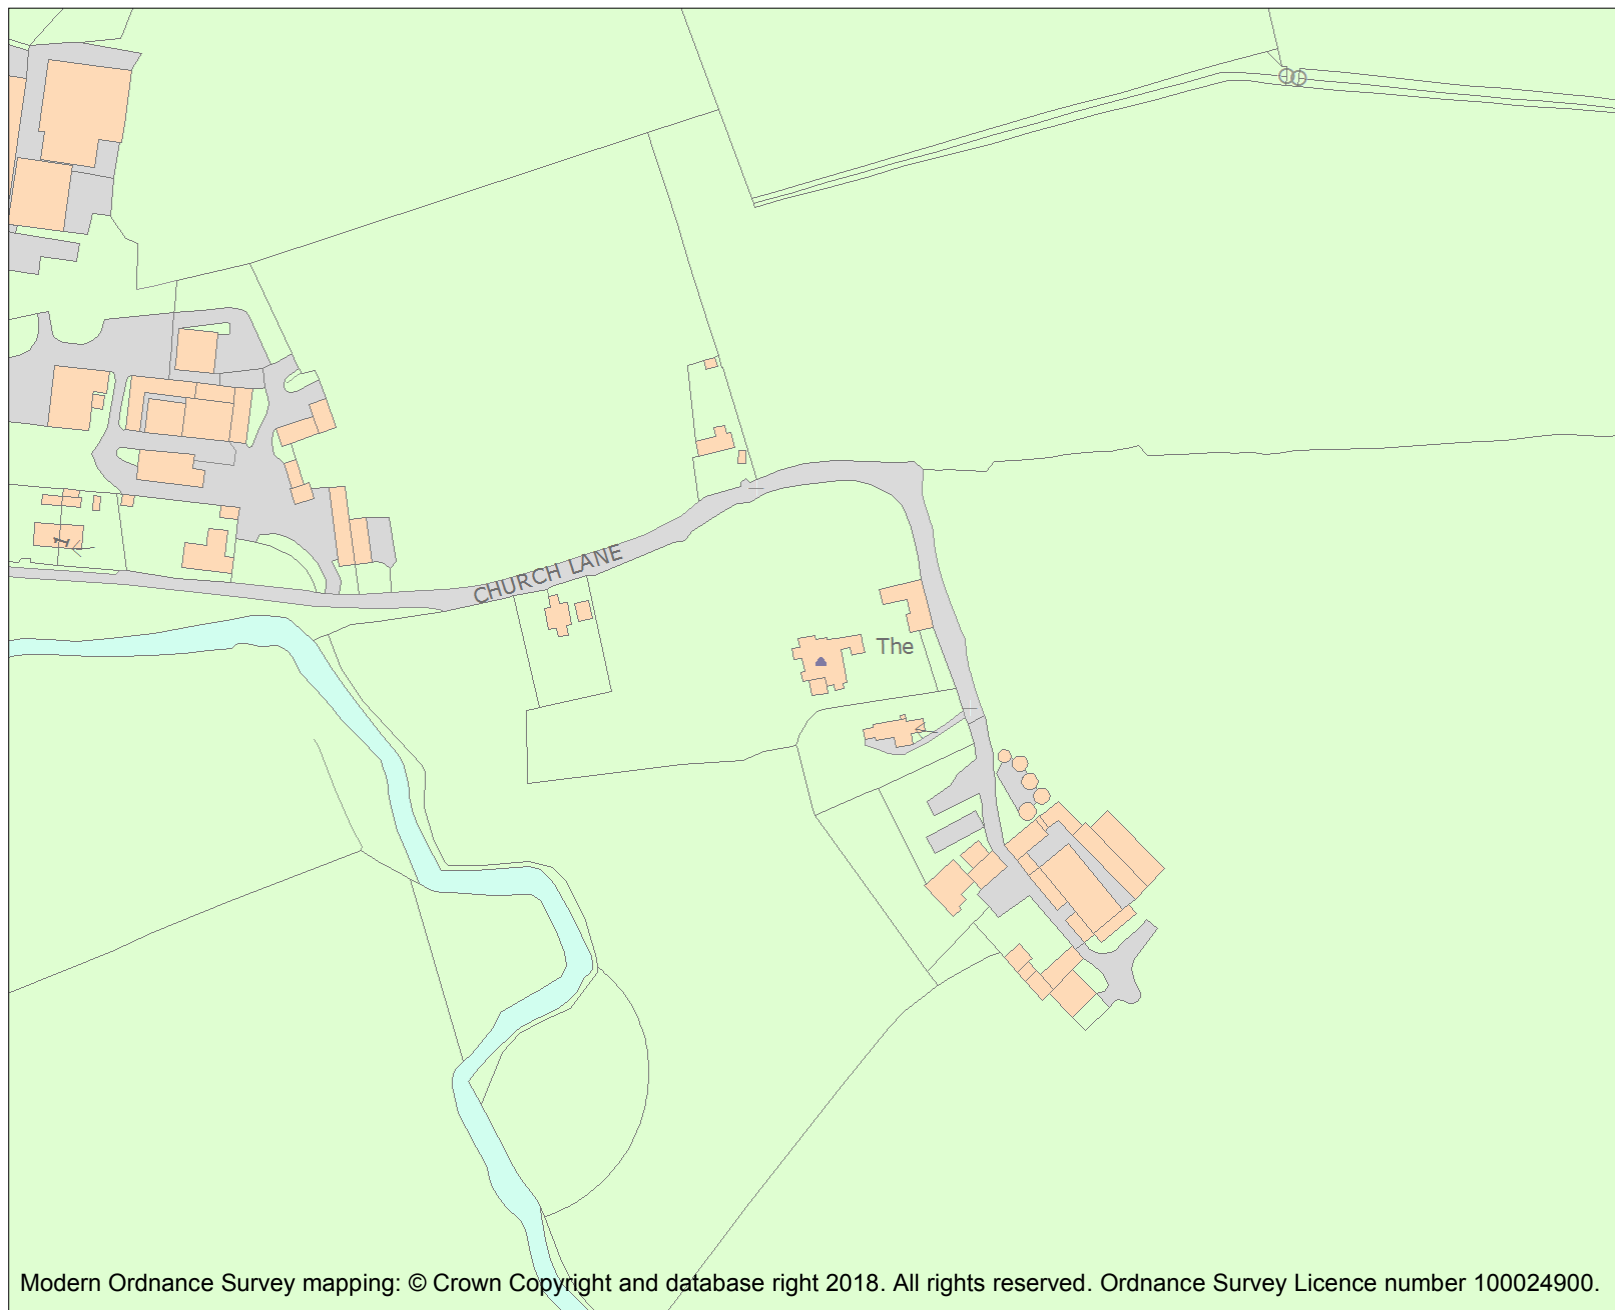 CHURCH LANE
1
The
Modern Ordnance Survey mapping: © Crown Copyright and database right 2018. All rights reserved. Ordnance Survey Licence number 100024900.